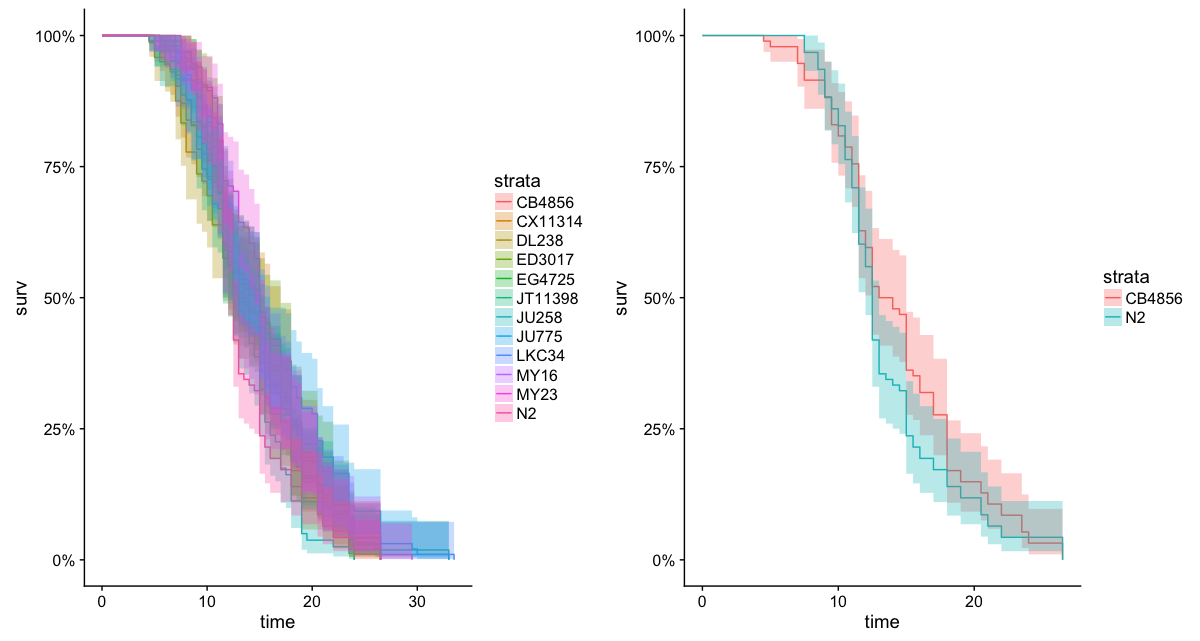 surv
100%
75%
50%
25%
0%
0
10
20
30
time
strata
CB4856
CX11314
DL238
ED3017
EG4725
JT11398
JU258
JU775
LKC34
MY16
MY23
N2
surv
100%
75%
50%
25%
0%
0
10
20
time
strata
CB4856
N2